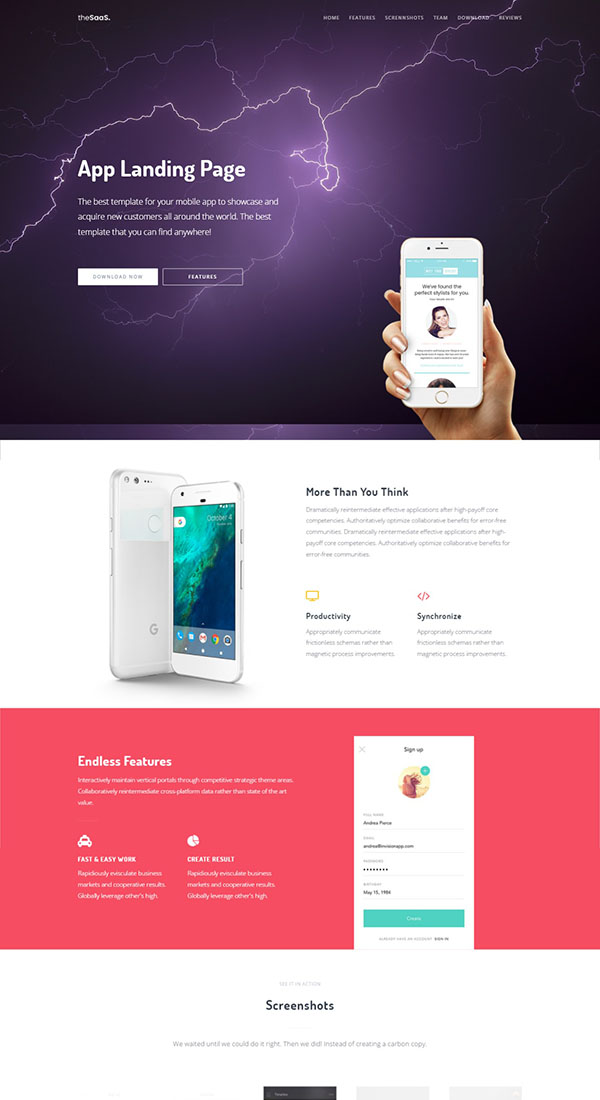 theSaaS.
HOME FEATURES SCRENNSHOTS TEAM DOWNLOAD REVIEWS
App Landing Page
The best template for your mobile app to showcase and
acquire new customers all around the world. The best
template that you can find anywhere!
DOWNLOAD NOW
FEATURES
We've found the
perfect stylists for you.
More Than You Think
Dramatically reintermediate effective applications after high-payoff core
competencies. Authoritatively optimize collaborative benefits for error-free
communities. Dramatically reintermediate effective applications after high-
payoff core competencies. Authoritatively optimize collaborative benefits for
error-free communities.
October 4
G
Productivity
Appropriately communicate
frictionless schemas rather than
magnetic process improvements.
Synchronize
Appropriately communicate
frictionless schemas rather than
magnetic process improvements.
Endless Features
Interactively maintain vertical portals through competitive strategic theme areas.
Collaboratively reintermediate cross-platform data rather than state of the art
value.
FAST & EASY WORK
Rapidiously evisculate business
markets and cooperative results.
Globally leverage other's high.
CREATE RESULT
Rapidiously evisculate business
markets and cooperative results.
Globally leverage other's high.
Sign up
FULL NAME
Andrea Pierce
EMAIL
andrea@invisionapp.com
PASSWORD
BIRTHDAY
May 15, 1984
Create
ALREADY HAVE AN ACCOUNT SIGN IN
SEE IT IN ACTION
Screenshots
We waited until we could do it right. Then we did! Instead of creating a carbon copy.